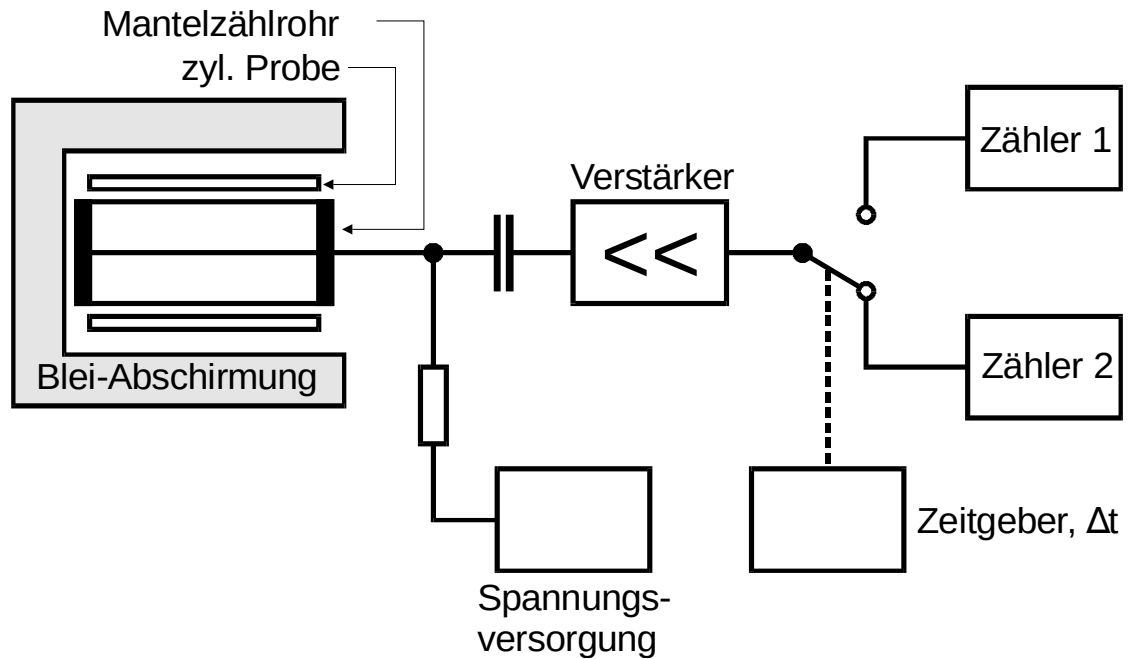 Mantelzählrohr
zyl. Probe
Blei-Abschirmung
Verstärker
<<
Zähler 1
Zähler 2
Zeitgeber, Δt
Spannungs-
versorgung